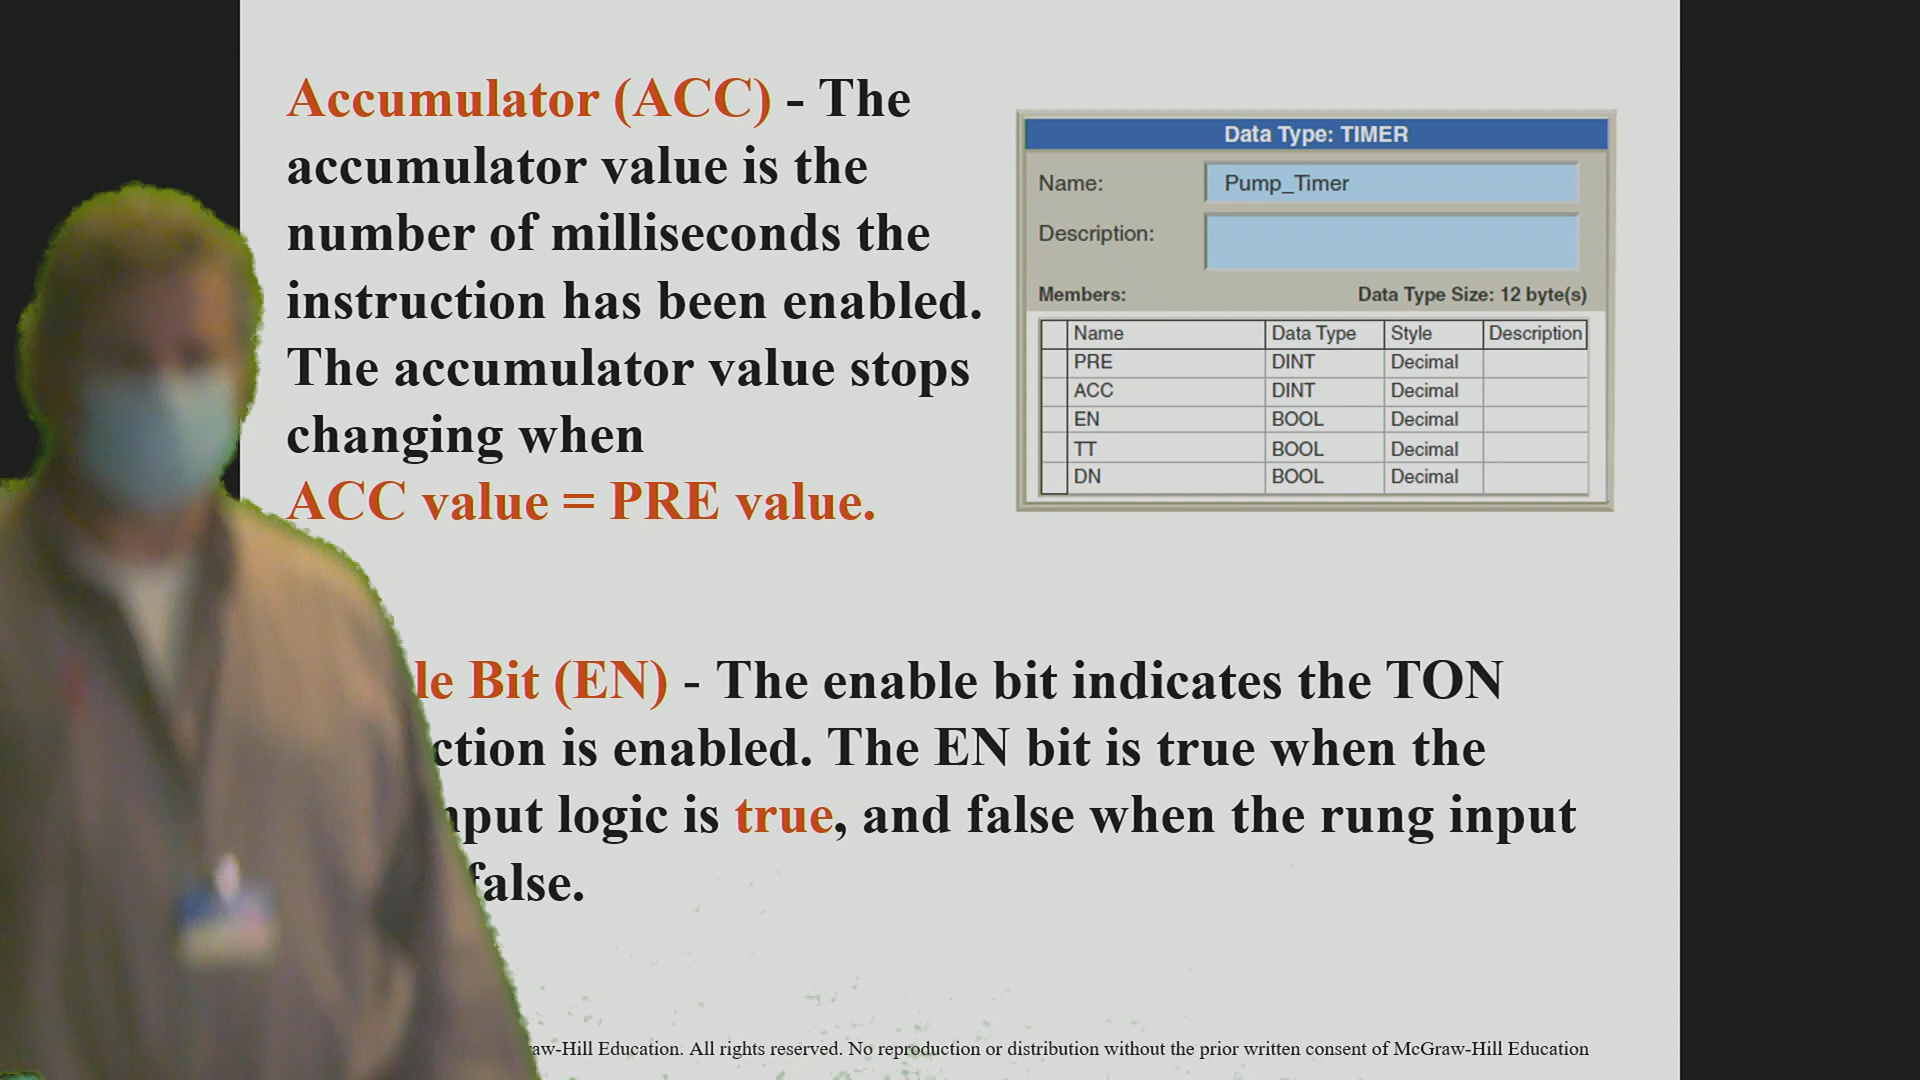 Accumulator (ACC) - The
accumulator value is the
number of milliseconds the
instruction has been enabled.
The accumulator value stops
changing when
ACC value = PRE value.
Data Type: TIMER
Name: Pump_Timer
Description:
Members: Data Type Size: 12 byte(s)
Name Data Type Style Description
PRE DINT Decimal
ACC DINT Decimal
EN BOOL Decimal
TT BOOL Decimal
DN BOOL Decimal
le Bit (EN) - The enable bit indicates the TON
ction is enabled. The EN bit is true when the
nput logic is true, and false when the rung input
false.
aw-Hill Education. All rights reserved. No reproduction or distribution without the prior written consent of McGraw-Hill Education